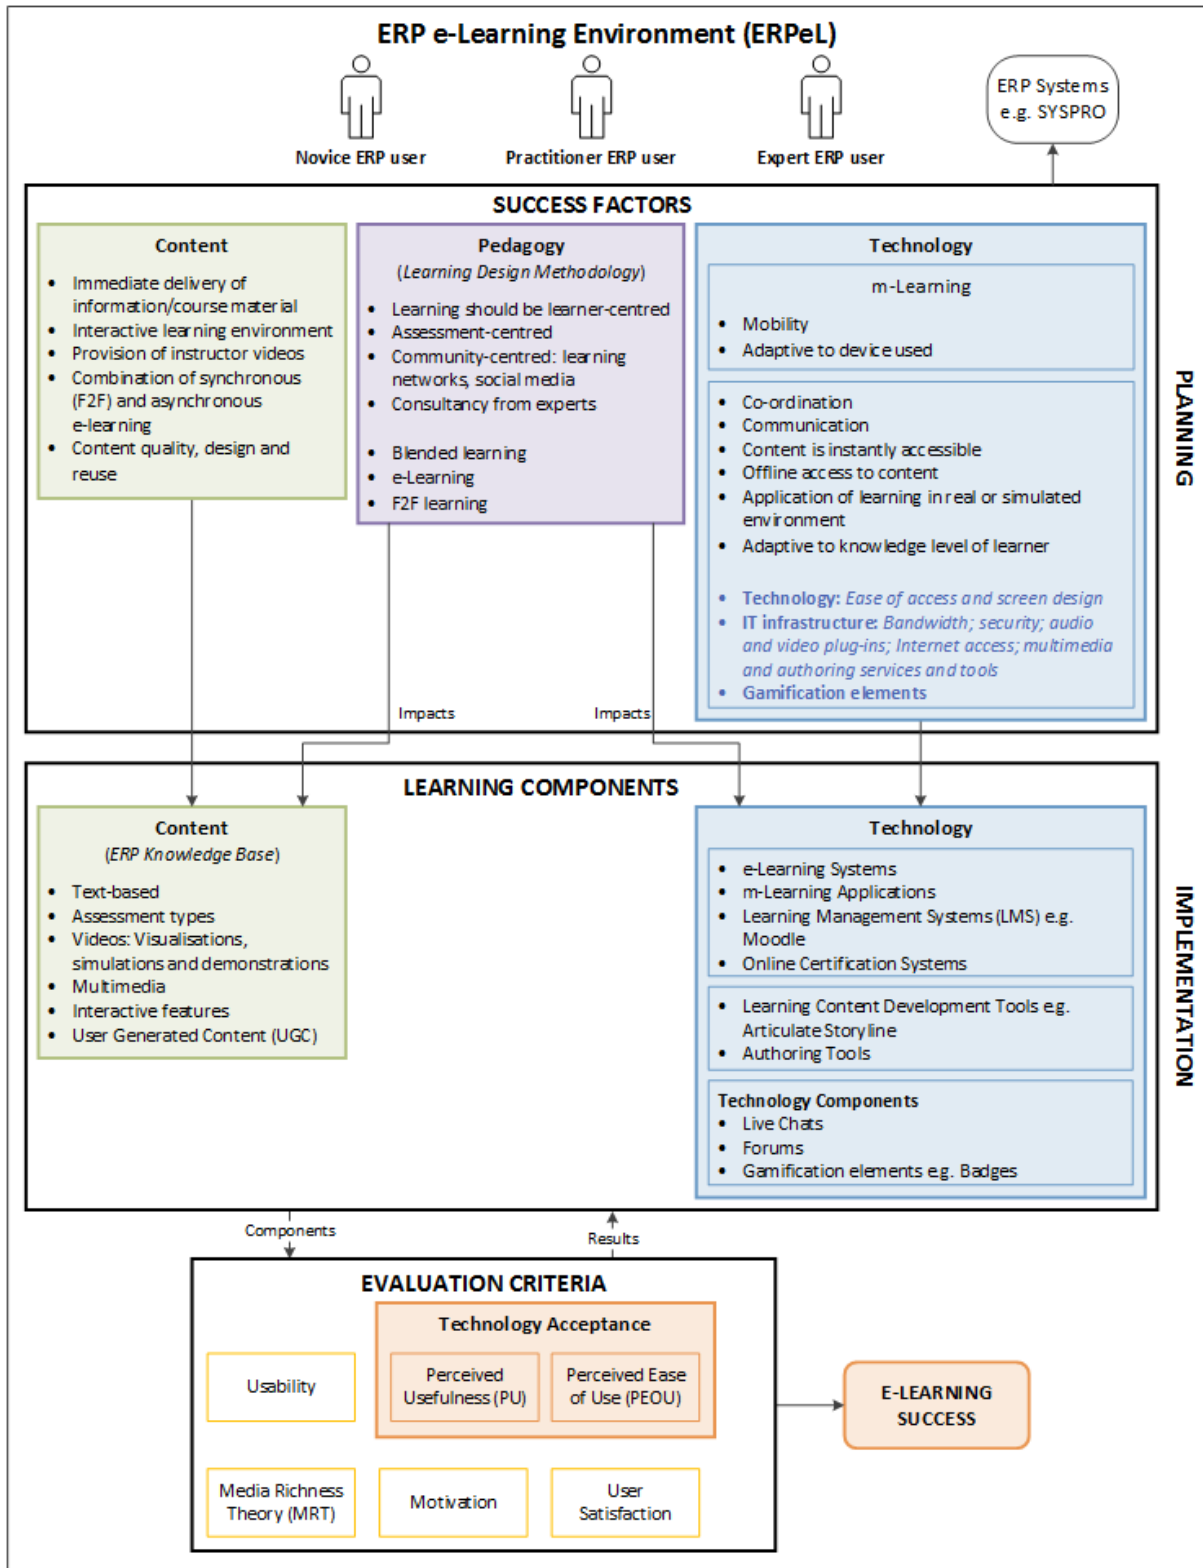 ERP e-Learning Environment (ERPeL)
Novice ERP user
Practitioner ERP user
Expert ERP user
ERP Systems
e.g. SYSPRO
PLANNING
SUCCESS FACTORS
Content
• Immediate delivery of
information/course material
• Interactive learning environment
• Provision of instructor videos
• Combination of synchronous
(F2F) and asynchronous
e-learning
• Content quality, design and
reuse
Pedagogy
(Learning Design Methodology)
• Learning should be learner-centred
• Assessment-centred
• Community-centred: learning
networks, social media
• Consultancy from experts
• Blended learning
• e-Learning
• F2F learning
Technology
m-Learning
• Mobility
• Adaptive to device used
• Co-ordination
• Communication
• Content is instantly accessible
• Offline access to content
• Application of learning in real or simulated
environment
• Adaptive to knowledge level of learner
• Technology: Ease of access and screen design
• IT infrastructure: Bandwidth; security; audio
and video plug-ins; Internet access; multimedia
and authoring services and tools
• Gamification elements
Impacts
Impacts
IMPLEMENTATION
LEARNING COMPONENTS
Content
(ERP Knowledge Base)
• Text-based
• Assessment types
• Videos: Visualisations,
simulations and demonstrations
• Multimedia
• Interactive features
• User Generated Content (UGC)
Technology
• e-Learning Systems
• m-Learning Applications
• Learning Management Systems (LMS) e.g.
Moodle
• Online Certification Systems
• Learning Content Development Tools e.g.
Articulate Storyline
• Authoring Tools
Technology Components
• Live Chats
• Forums
• Gamification elements e.g. Badges
Components
Results
EVALUATION CRITERIA
Technology Acceptance
Usability
Perceived
Usefulness (PU)
Perceived Ease
of Use (PEOU)
Media Richness
Theory (MRT)
Motivation
User
Satisfaction
E-LEARNING
SUCCESS